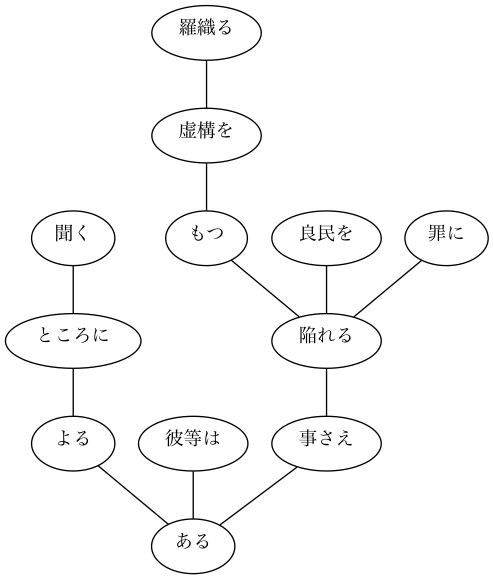 羅織る
虚構を
聞く
もつ
良民を
罪に
ところに
陥れる
よる
彼等は
事さえ
ある